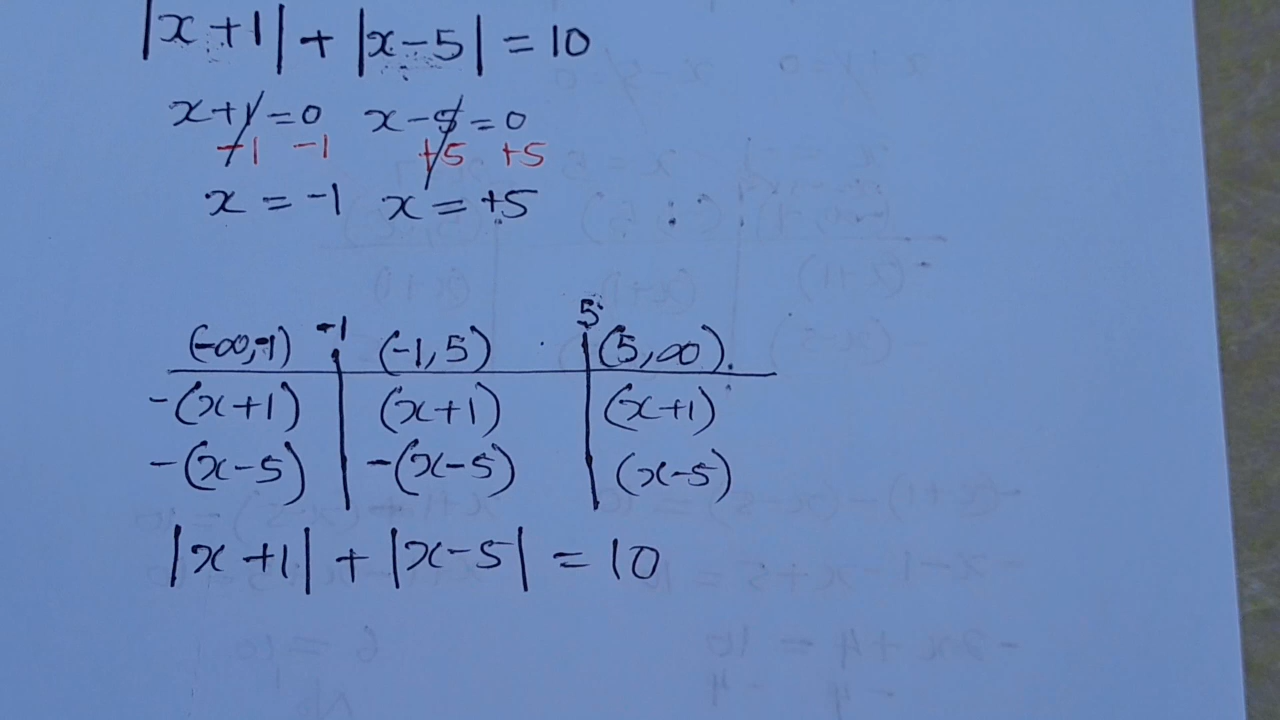 |x+1| + |x-5| = 10
x+1=0 x-5=0
-1 -1 +5 +5
x = -1 x = +5
-1 5
(-∞,-1) (-1,5) (5,∞).
-(x+1) (x+1) (x+1)
-(x-5) -(x-5) (x-5)
|x+1| + |x-5| = 10